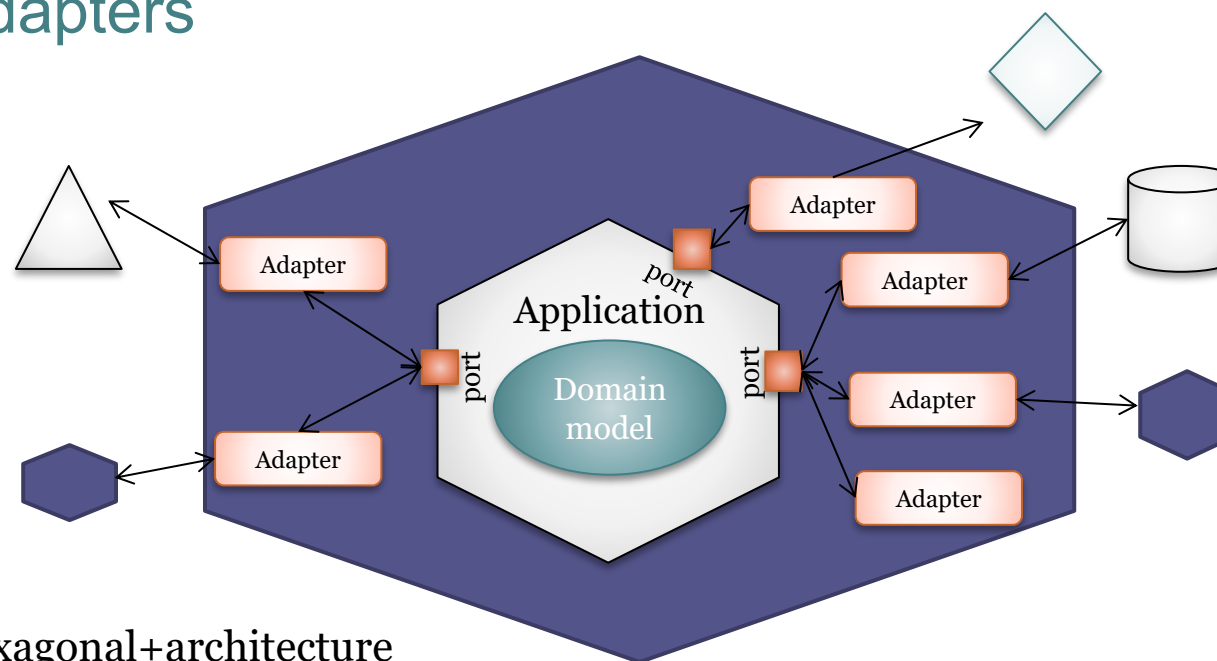 dapters
Adapter
Adapter
Adapter
Adapter
port
Application
port
port
Domain
model
Adapter
Adapter
Adapter
xagonal+architecture